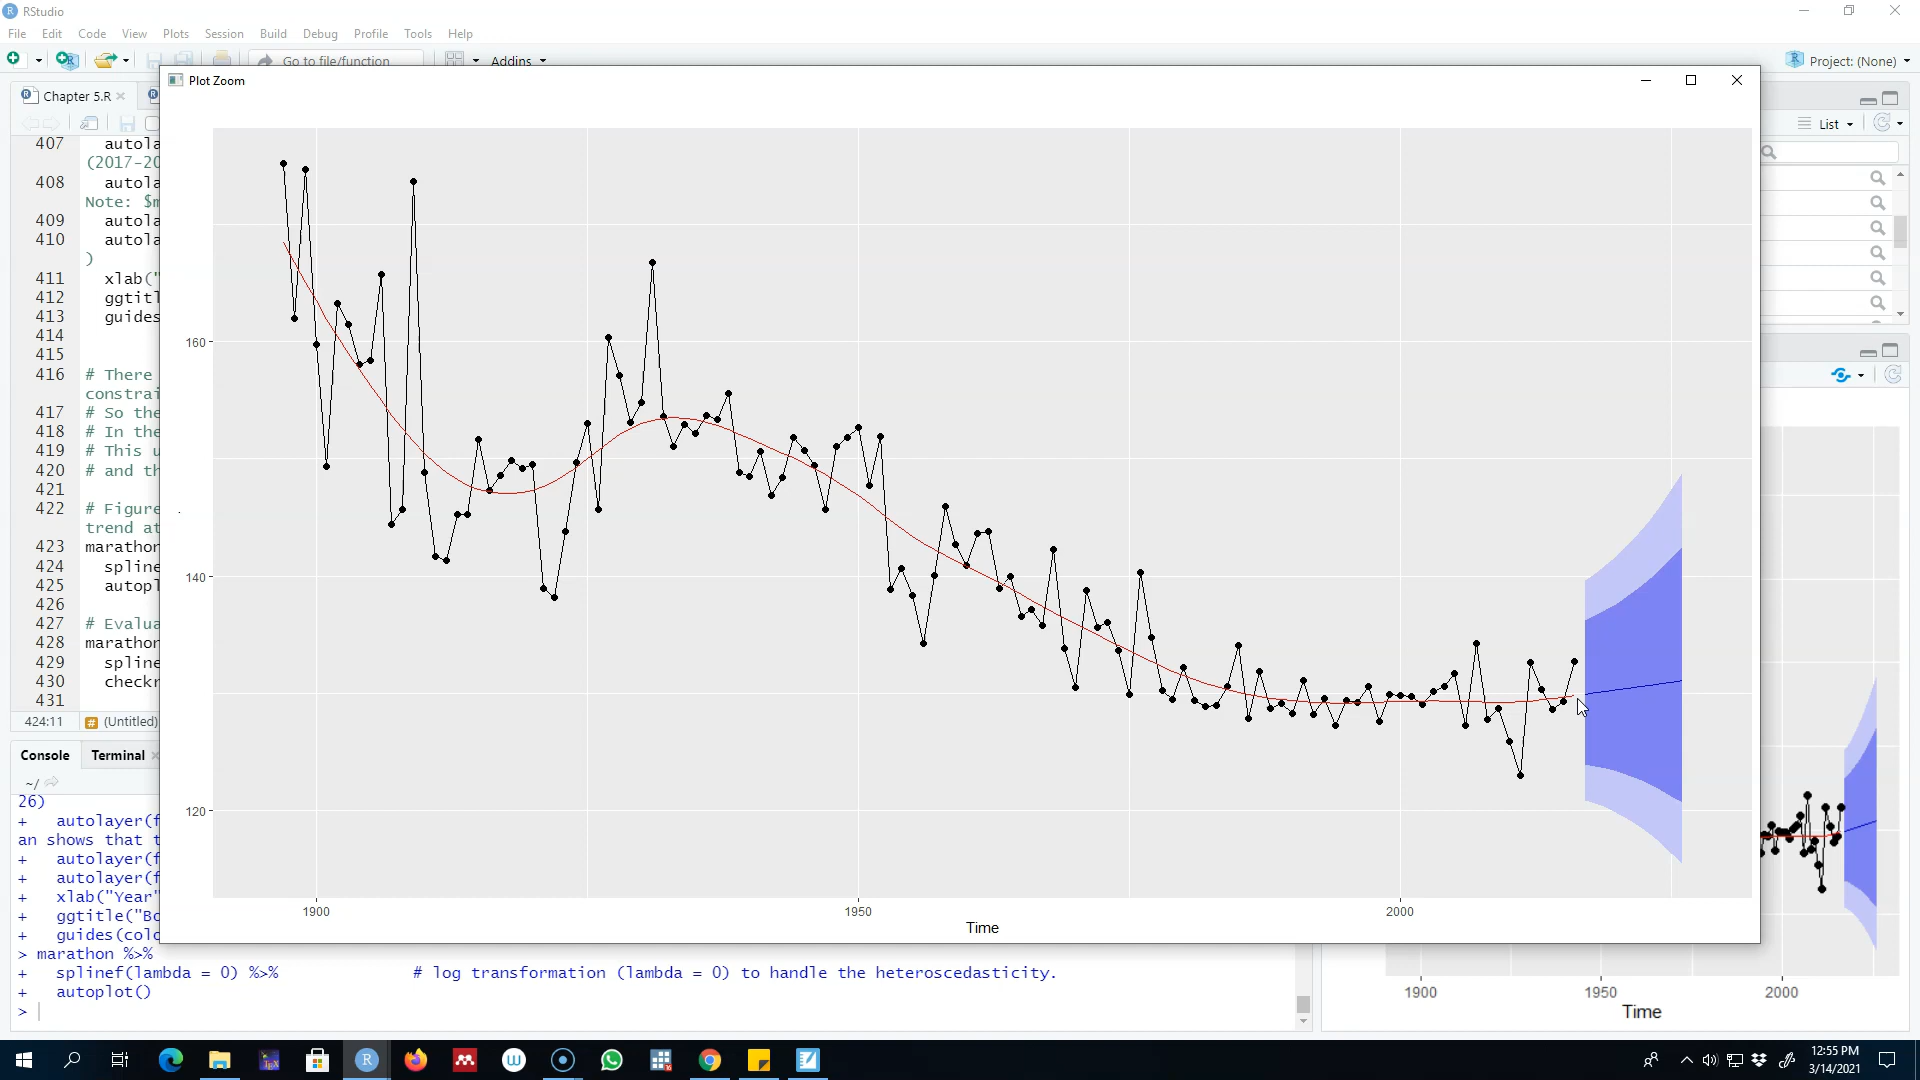 RStudio
File Edit Code View Plots Session Build Debug Profile Tools Help
Go to file/function Addins Project: (None)
Plot Zoom
Chapter 5.R
List
407 autola
(2017-20
408 autola
Note: $m
409 autola
410 autola
)
411 xlab("
412 ggtitl
413 guides
414
415
416 # There
constrai
417 # So the
418 # In the
419 # This u
420 # and th
421
422 # Figure
trend at
423 marathon
424 spline
425 autopl
426
427 # Evalua
428 marathon
429 spline
430 checkr
431
424:11 # (Untitled)
160
140
120
1900 1950 2000
Time
Console Terminal
~/
26)
+ autolayer(f
an shows that t
+ autolayer(f
+ autolayer(f
+ xlab("Year"
+ ggtitle("Bo
+ guides(colo
> marathon %>%
+ splinef(lambda = 0) %>% # log transformation (lambda = 0) to handle the heteroscedasticity.
+ autoplot()
>
1900 1950 2000
Time
12:55 PM
3/14/2021